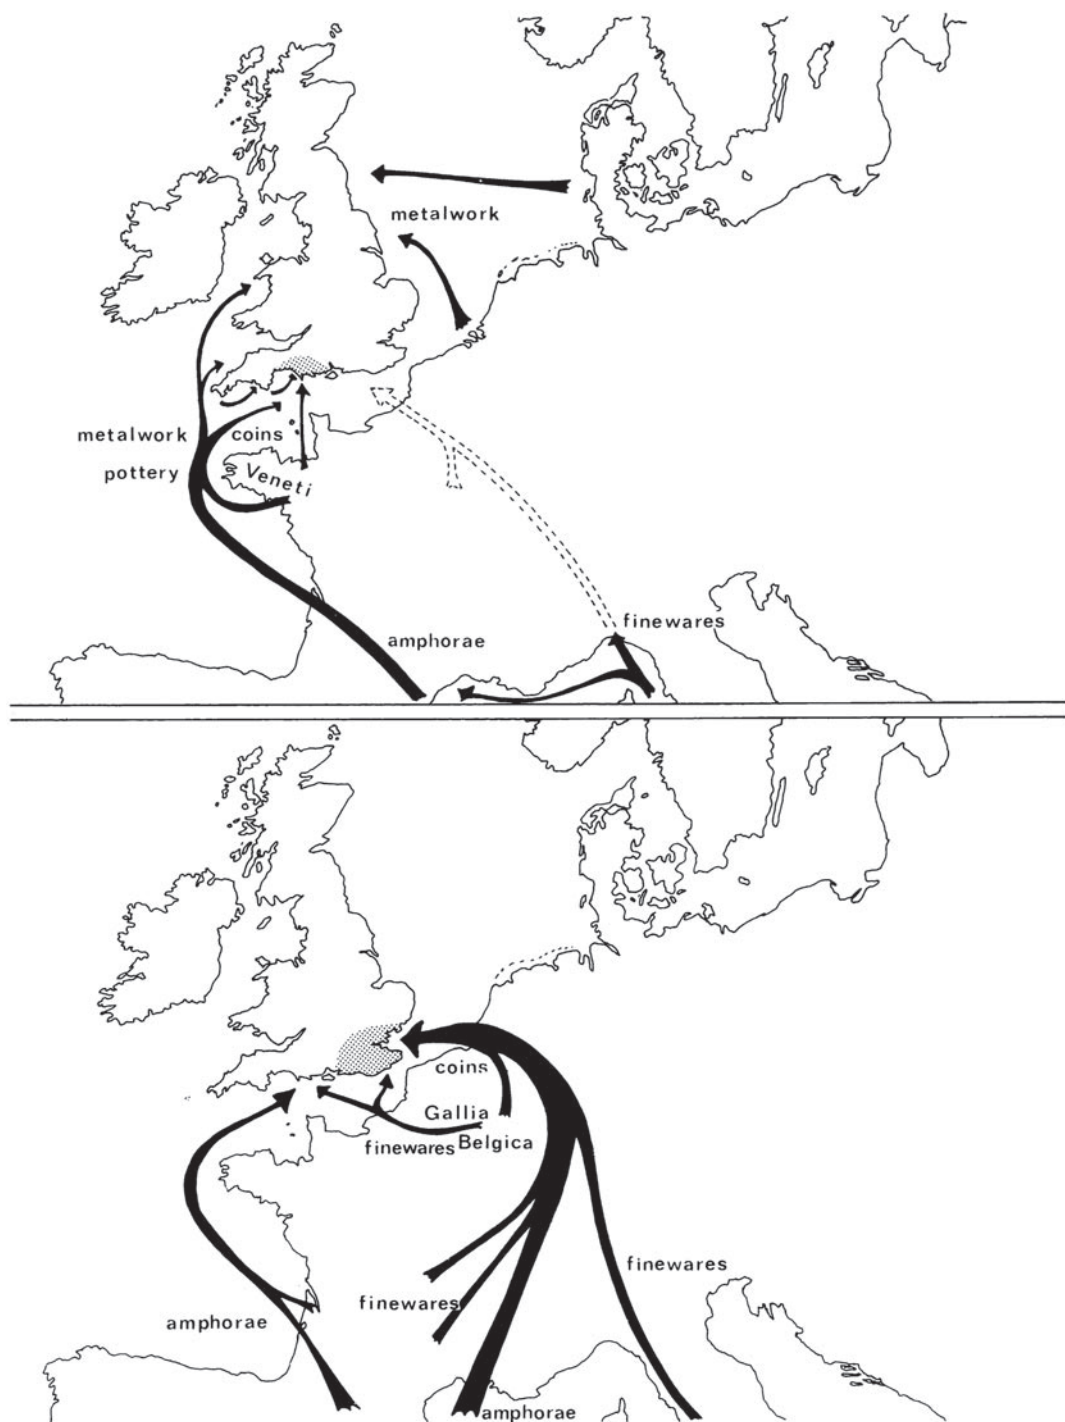 metalwork
metalwork
coins
pottery
Veneti
finewares
amphorae
coins
Gallia
finewares Belgica
finewares
finewares
amphorae
amphorae